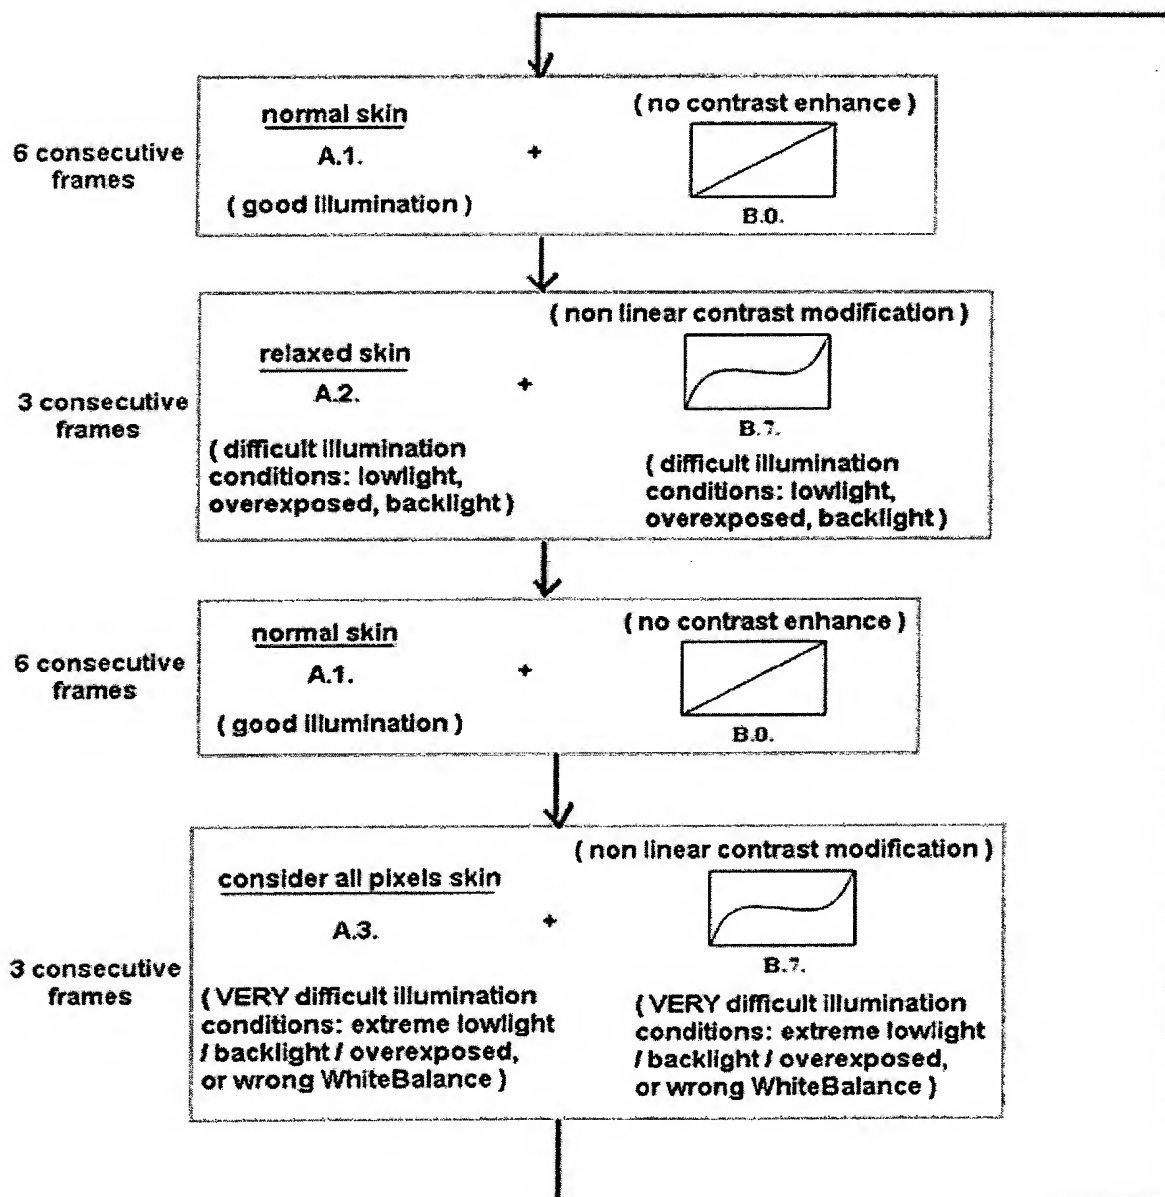 6 consecutive
frames
normal skin
A.1.
( good illumination )
+
( no contrast enhance )
B.0.
3 consecutive
frames
relaxed skin
A.2.
( difficult illumination
conditions: lowlight,
overexposed, backlight )
+
( non linear contrast modification )
B.7.
( difficult illumination
conditions: lowlight,
overexposed, backlight )
6 consecutive
frames
normal skin
A.1.
( good illumination )
+
( no contrast enhance )
B.0.
3 consecutive
frames
consider all pixels skin
A.3.
( VERY difficult illumination
conditions: extreme lowlight
/ backlight / overexposed,
or wrong WhiteBalance )
+
( non linear contrast modification )
B.7.
( VERY difficult illumination
conditions: extreme lowlight
/ backlight / overexposed,
or wrong WhiteBalance )